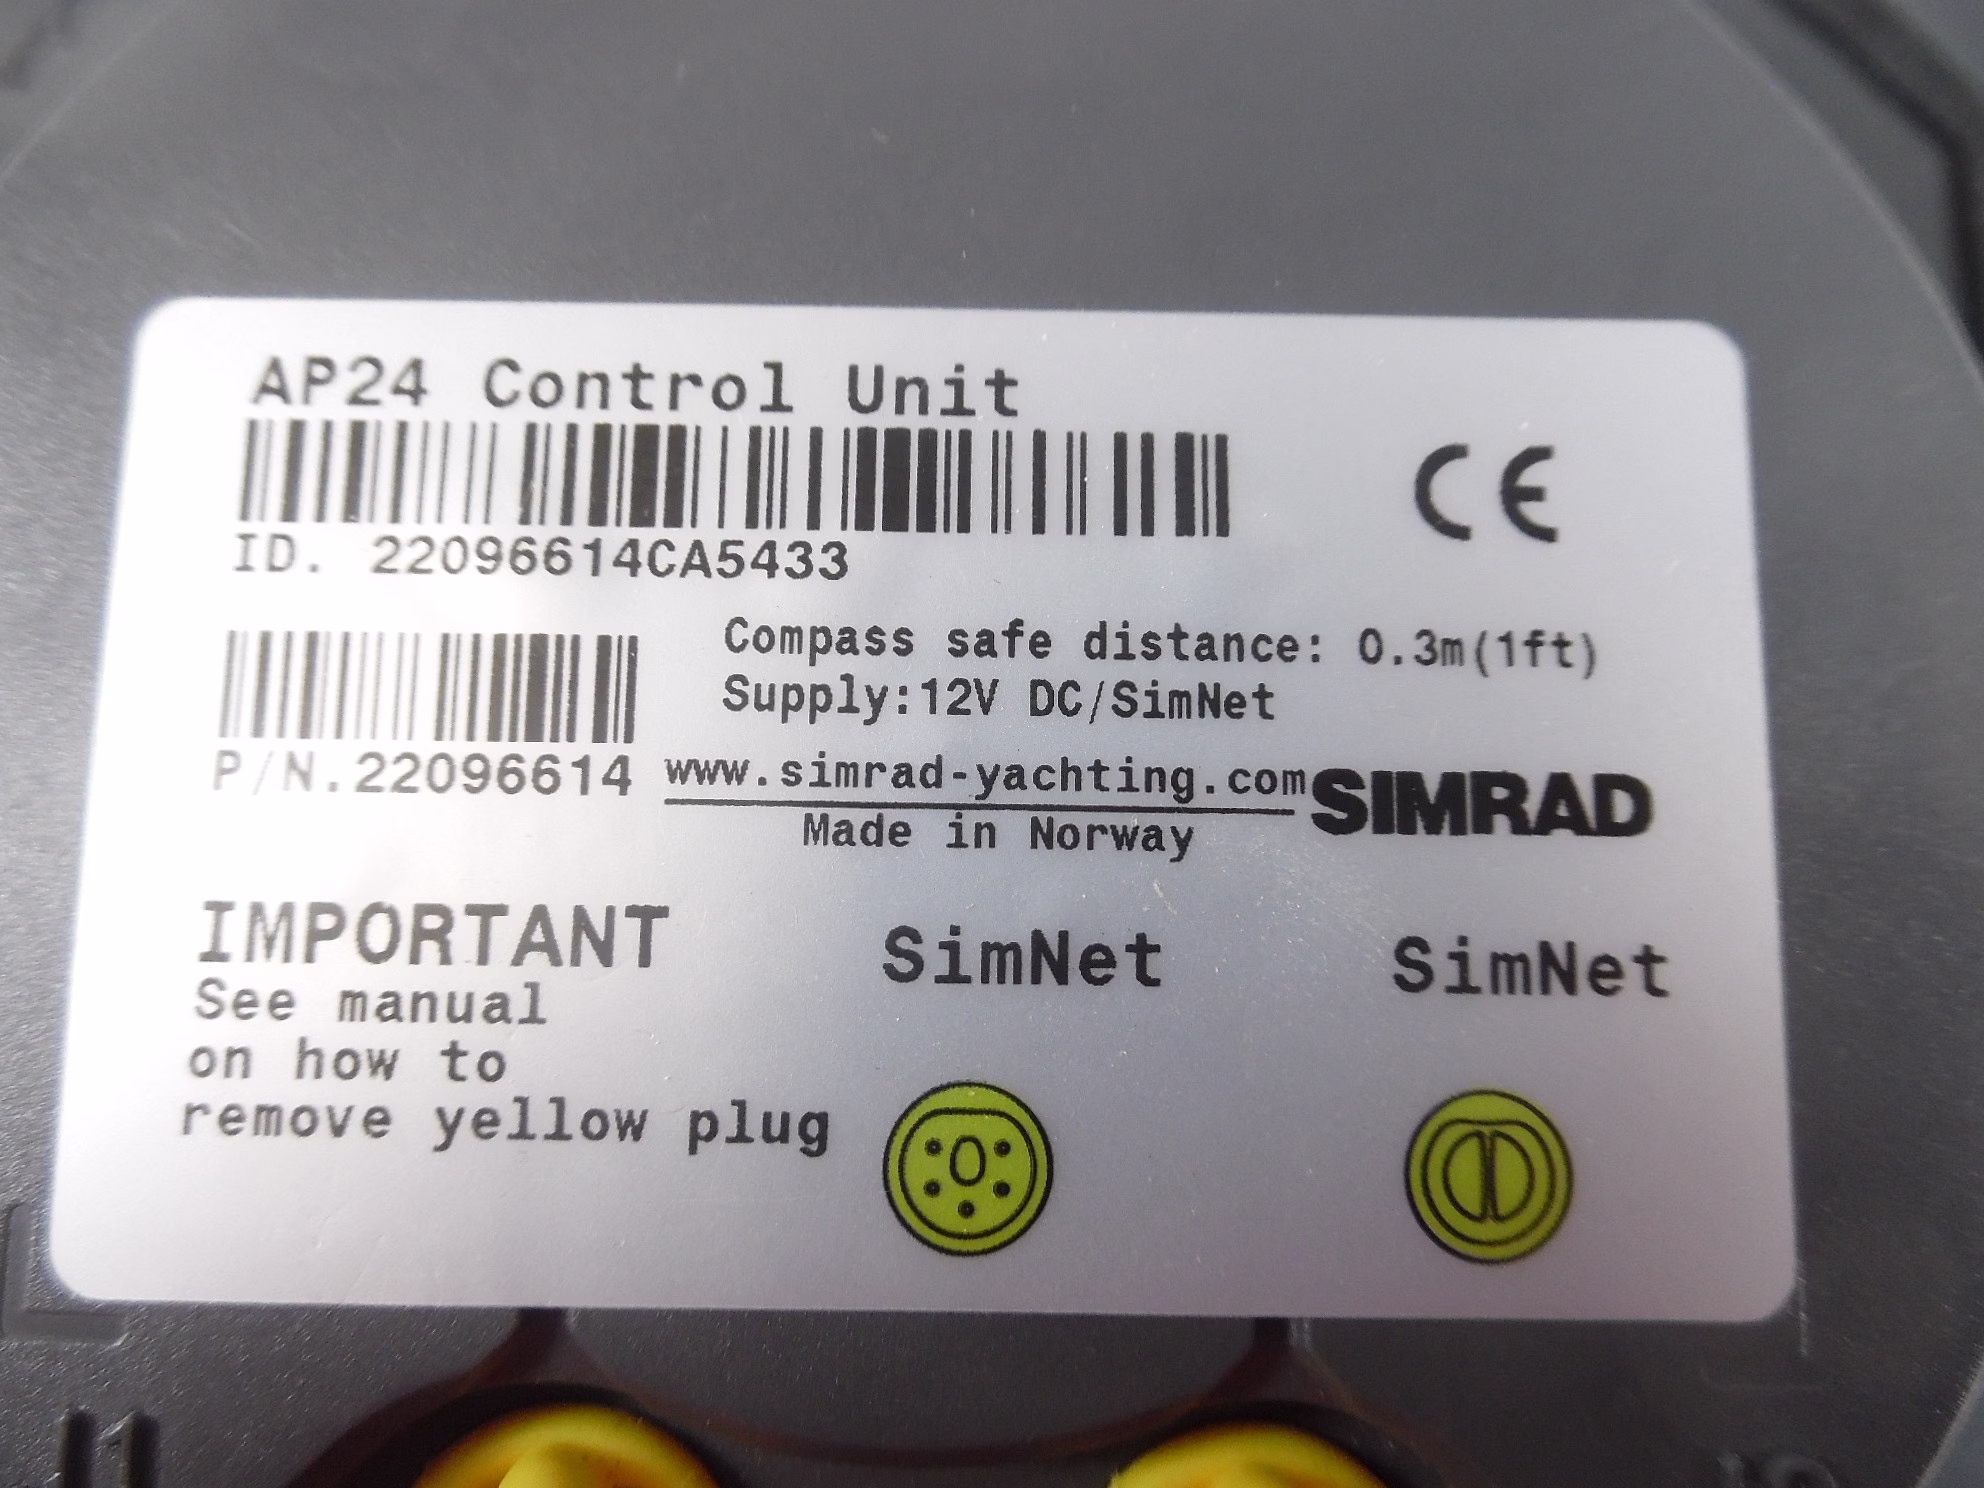 AP24 Control Unit
CE
ID. 22096614CA5433
Compass safe distance: 0.3m(1ft)
Supply:12V DC/SimNet
P/N.22096614
www.simrad-yachting.com
SIMRAD
Made in Norway
IMPORTANT
See manual
on how to
remove yellow plug
SimNet
SimNet